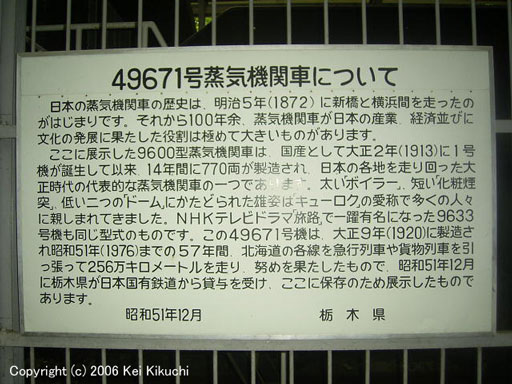 49671号蒸気機関車について
日本の蒸気機関車の歴史は、明治5年(1872)に新橋と横浜間を走ったの
がはじまりです。それから100年余、蒸気機関車が日本の産業、経済並びに
文化の発展に果たした役割は極めて大きいものがあります。
ここに展示した9600型蒸気機関車は、国産として大正2年(1913)に1号
機が誕生して以来、14年間に770両が製造され、日本の各地を走り回った大
正時代の代表的な蒸気機関車の一つであります。太いボイラー、短い化粧煙
突、低い二つのドームにかたどられた雄姿はキューロクの愛称で多くの人々
に親しまれてきました。NHKテレビドラマ「旅路」で一躍有名になった9633
号機も同じ型式のものです。この49671号機は、大正9年(1920)に製造さ
れ昭和51年(1976)までの57年間、北海道の各線を急行列車や貨物列車を引
っ張って256万キロメートルを走り、努めを果たしたもので、昭和51年12月
に栃木県が日本国有鉄道から貸与を受け、ここに保存のため展示したもので
あります。
昭和51年12月 栃木県
Copyright (c) 2006 Kei Kikuchi